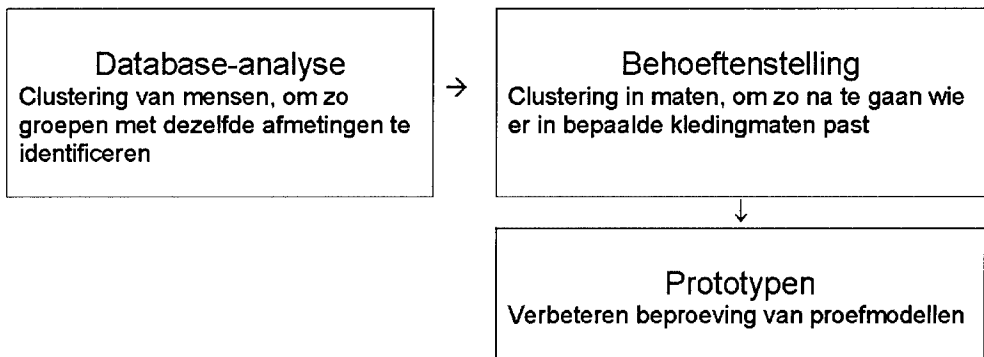 Database-analyse
Clustering van mensen, om zo
groepen met dezelfde afmetingen te
identificeren
→
Behoeftenstelling
Clustering in maten, om zo na te gaan wie
er in bepaalde kledingmaten past
↓
Prototypen
Verbeteren beproeving van proefmodellen